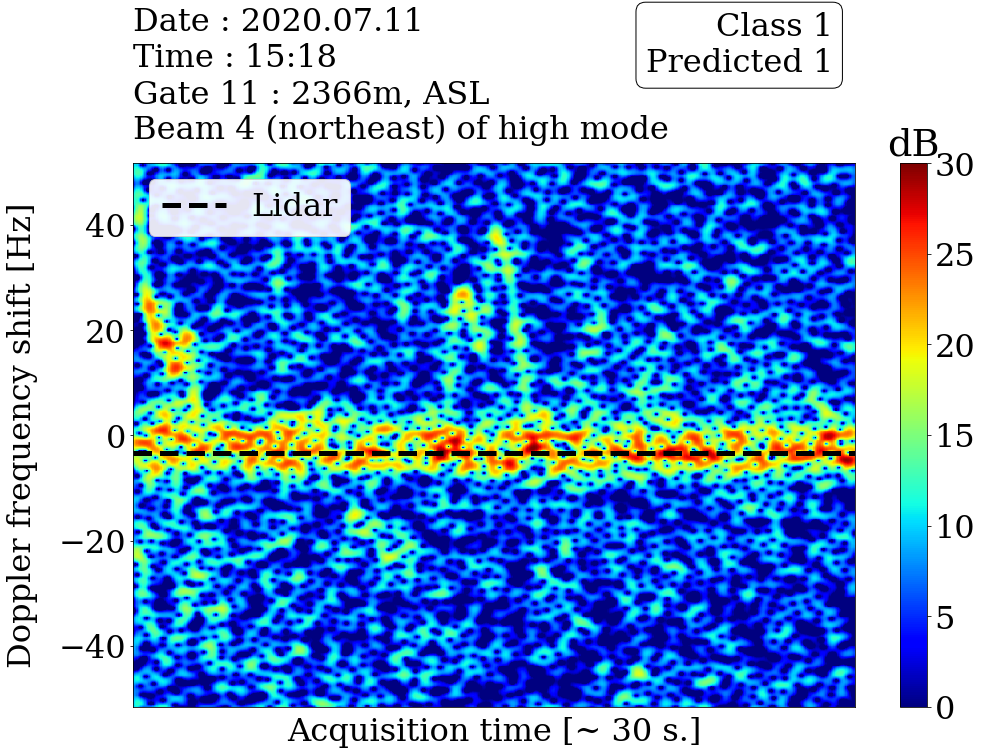 Date : 2020.07.11
Time : 15:18
Gate 11 : 2366m, ASL
Beam 4 (northeast) of high mode
Class 1
Predicted 1
dB
Lidar
Doppler frequency shift [Hz]
40
20
0
−20
−40
Acquisition time [~ 30 s.]
30
25
20
15
10
5
0